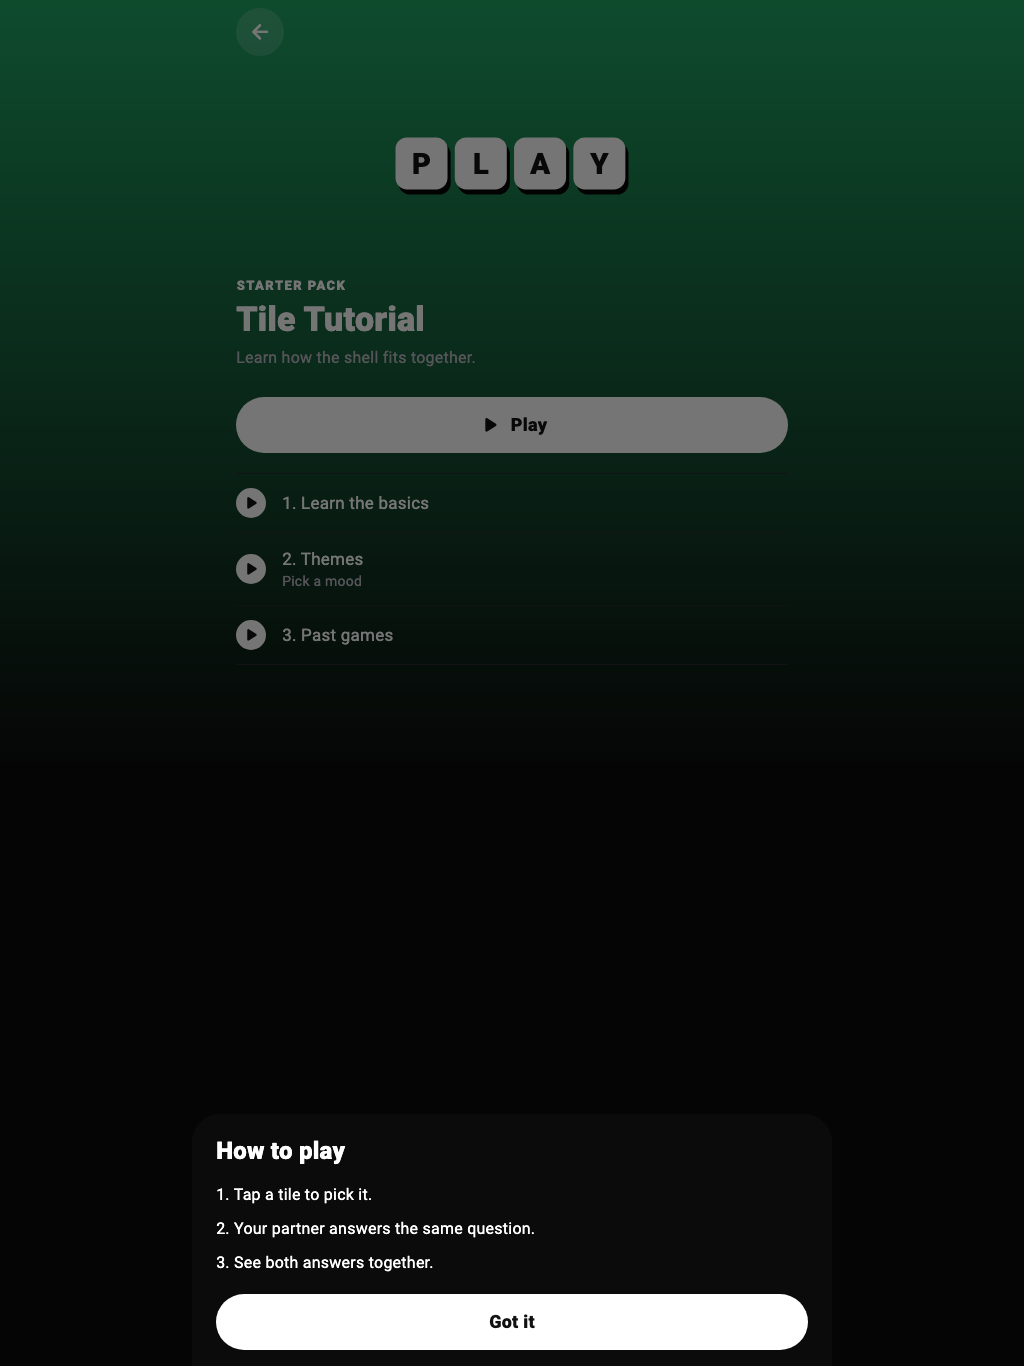 PLAY
STARTER PACK
Tile Tutorial
Learn how the shell fits together.
Play
1. Learn the basics
2. Themes
Pick a mood
3. Past games
How to play
1. Tap a tile to pick it.
2. Your partner answers the same question.
3. See both answers together.
Got it